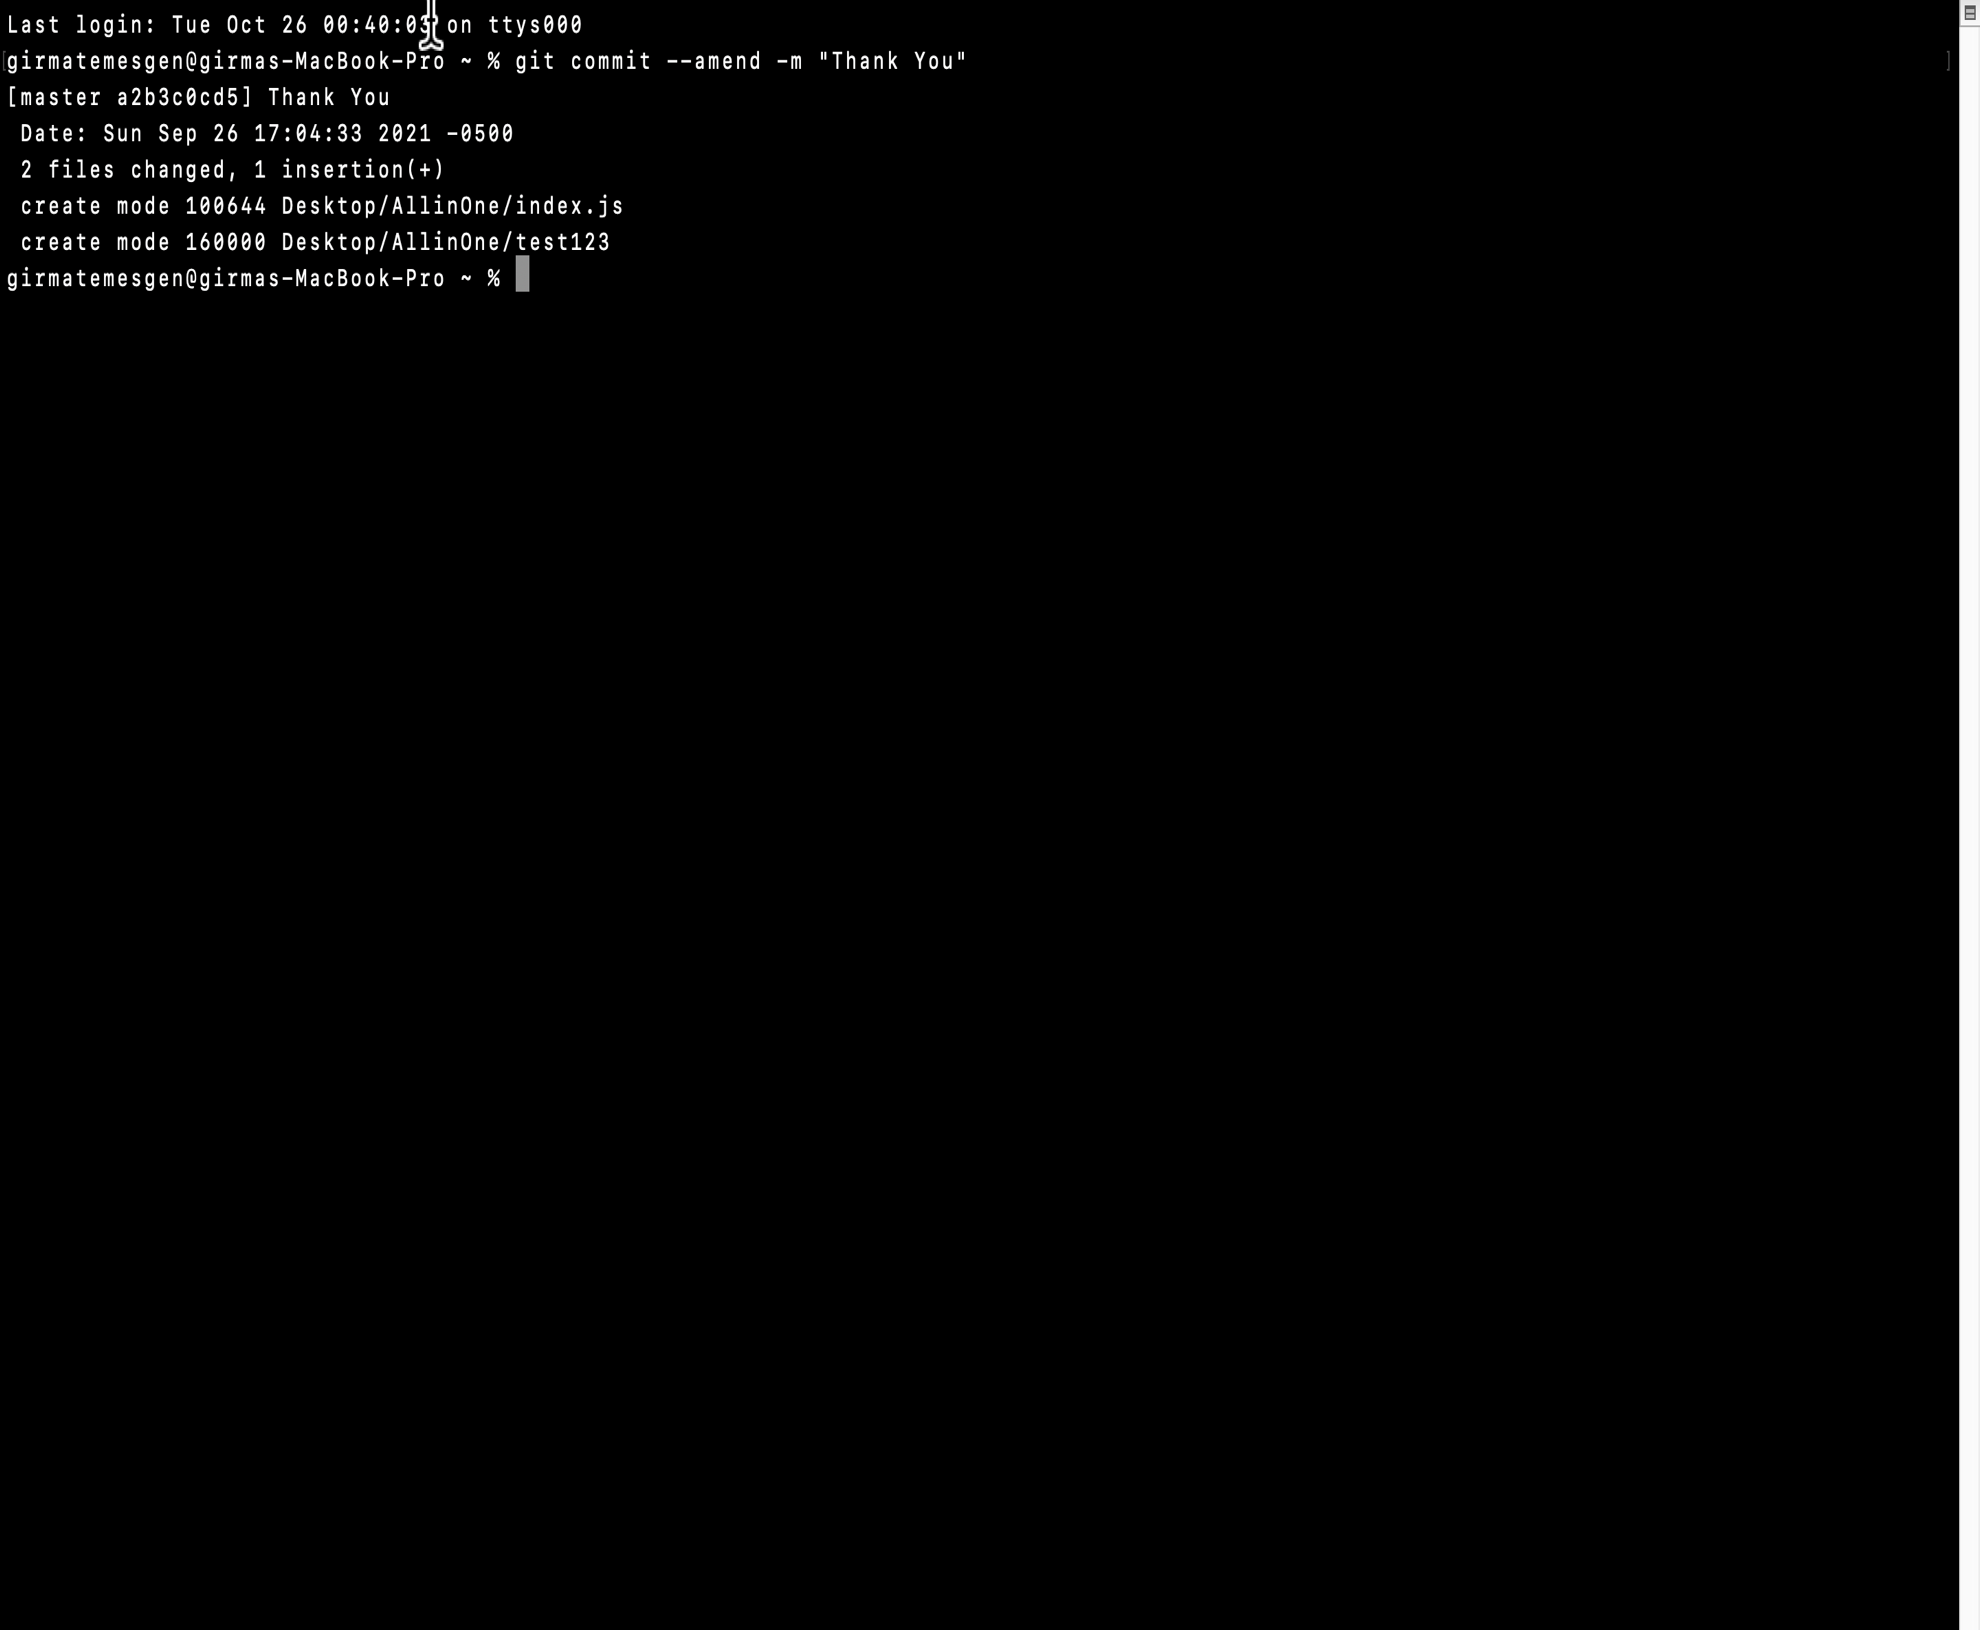 Last login: Tue Oct 26 00:40:03 on ttys000
girmatemesgen@girmas-MacBook-Pro ~ % git commit --amend -m "Thank You"
[master a2b3c0cd5] Thank You
 Date: Sun Sep 26 17:04:33 2021 -0500
 2 files changed, 1 insertion(+)
 create mode 100644 Desktop/AllinOne/index.js
 create mode 160000 Desktop/AllinOne/test123
girmatemesgen@girmas-MacBook-Pro ~ %